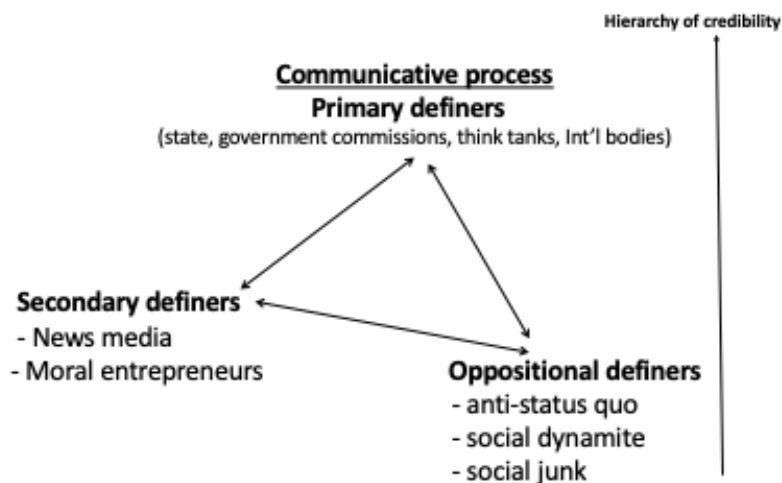 Hierarchy of credibility
Communicative process
Primary definers
(state, government commissions, think tanks, Int'l bodies)
Secondary definers
- News media
- Moral entrepreneurs
Oppositional definers
- anti-status quo
- social dynamite
- social junk